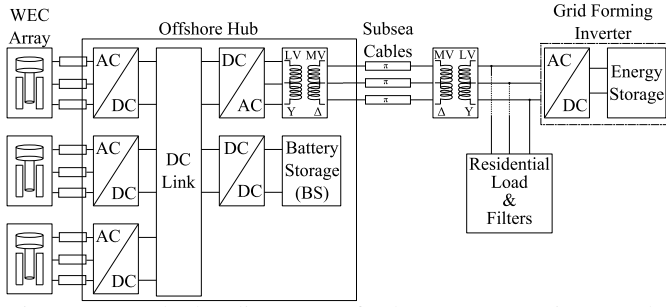 WEC
Array
Offshore Hub
Subsea
Cables
Grid Forming
Inverter
AC
DC
DC
AC
LV MV
Y Δ
π
π
π
MV LV
Δ Y
AC
DC
Energy
Storage
AC
DC
DC
Link
DC
DC
Battery
Storage
(BS)
Residential
Load
&
Filters
AC
DC